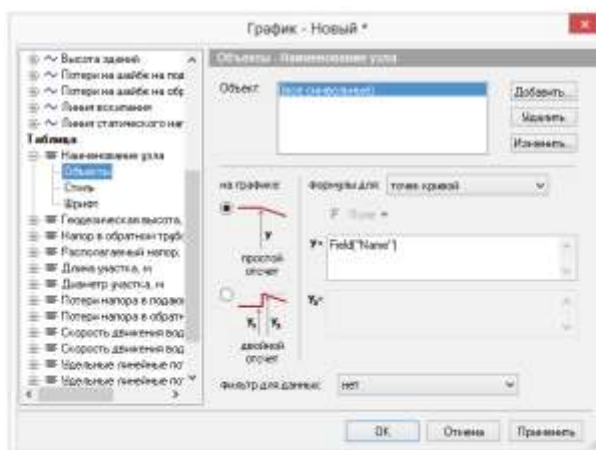 График - Новый *
Высота зданий
Потери на шайбе на под
Потери на шайбе на обр
Линия вскипания
Линия статического нап
Таблица
Наименование узла
Объекты
Стиль
Шрифт
Геодезическая высота,
Напор в обратном трубо
Располагаемый напор,
Длина участка, м
Диаметр участка, м
Потери напора в подающ
Потери напора в обратн
Скорость движения вод
Скорость движения вод
Удельные линейные по
Удельные линейные по
Объекты - Наименование узла
Объект:
(все символьные)
Добавить...
Удалить
Изменить...
на графике:
y
простой
отсчет
y₁ y₂
двойной
отсчет
формулы для:
точек кривой
Поле
y= Field("Name")
y₂=
фильтр для данных:
нет
OK
Отмена
Применить